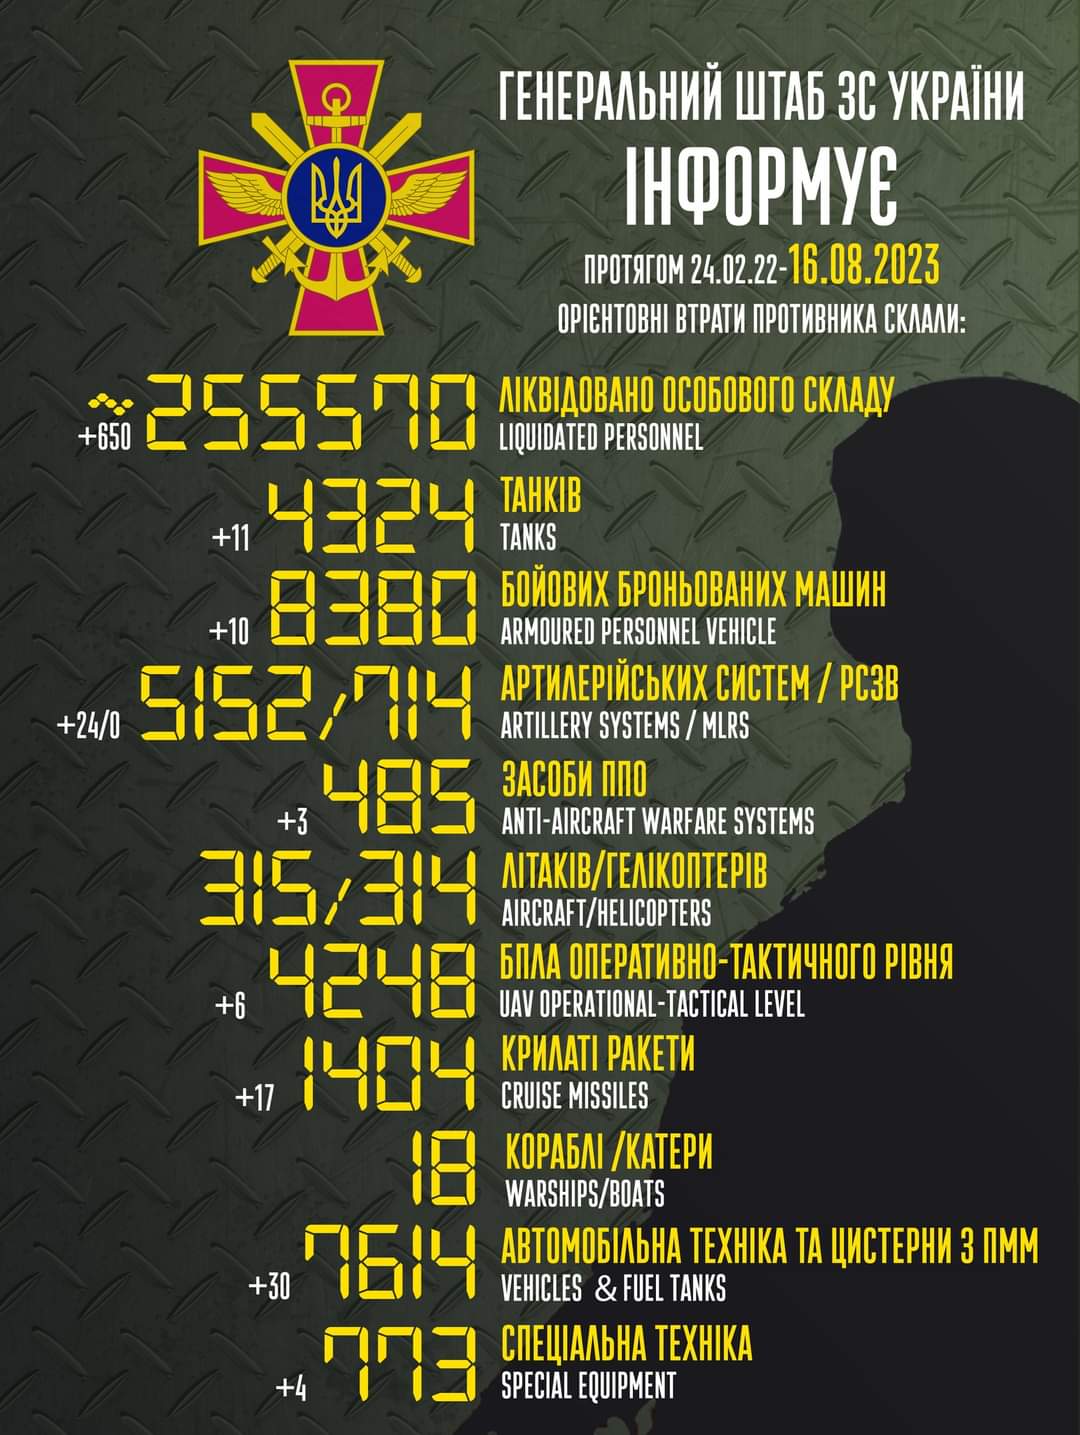 ГЕНЕРАЛЬНИЙ ШТАБ ЗС УКРАЇНИ
ІНФОРМУЄ
ПРОТЯГОМ 24.02.22-16.08.2023
ОРІЄНТОВНІ ВТРАТИ ПРОТИВНИКА СКЛАЛИ:
+650 ≈255570 ЛІКВІДОВАНО ОСОБОВОГО СКЛАДУ
LIQUIDATED PERSONNEL
+11 4324 ТАНКІВ
TANKS
+10 8380 БОЙОВИХ БРОНЬОВАНИХ МАШИН
ARMOURED PERSONNEL VEHICLE
+24/0 5152/714 АРТИЛЕРІЙСЬКИХ СИСТЕМ / РСЗВ
ARTILLERY SYSTEMS / MLRS
+3 485 ЗАСОБИ ППО
ANTI-AIRCRAFT WARFARE SYSTEMS
315/314 ЛІТАКІВ/ГЕЛІКОПТЕРІВ
AIRCRAFT/HELICOPTERS
+6 4248 БПЛА ОПЕРАТИВНО-ТАКТИЧНОГО РІВНЯ
UAV OPERATIONAL-TACTICAL LEVEL
+17 1404 КРИЛАТІ РАКЕТИ
CRUISE MISSILES
18 КОРАБЛІ /КАТЕРИ
WARSHIPS/BOATS
+30 7614 АВТОМОБІЛЬНА ТЕХНІКА ТА ЦИСТЕРНИ З ПММ
VEHICLES & FUEL TANKS
+4 773 СПЕЦІАЛЬНА ТЕХНІКА
SPECIAL EQUIPMENT